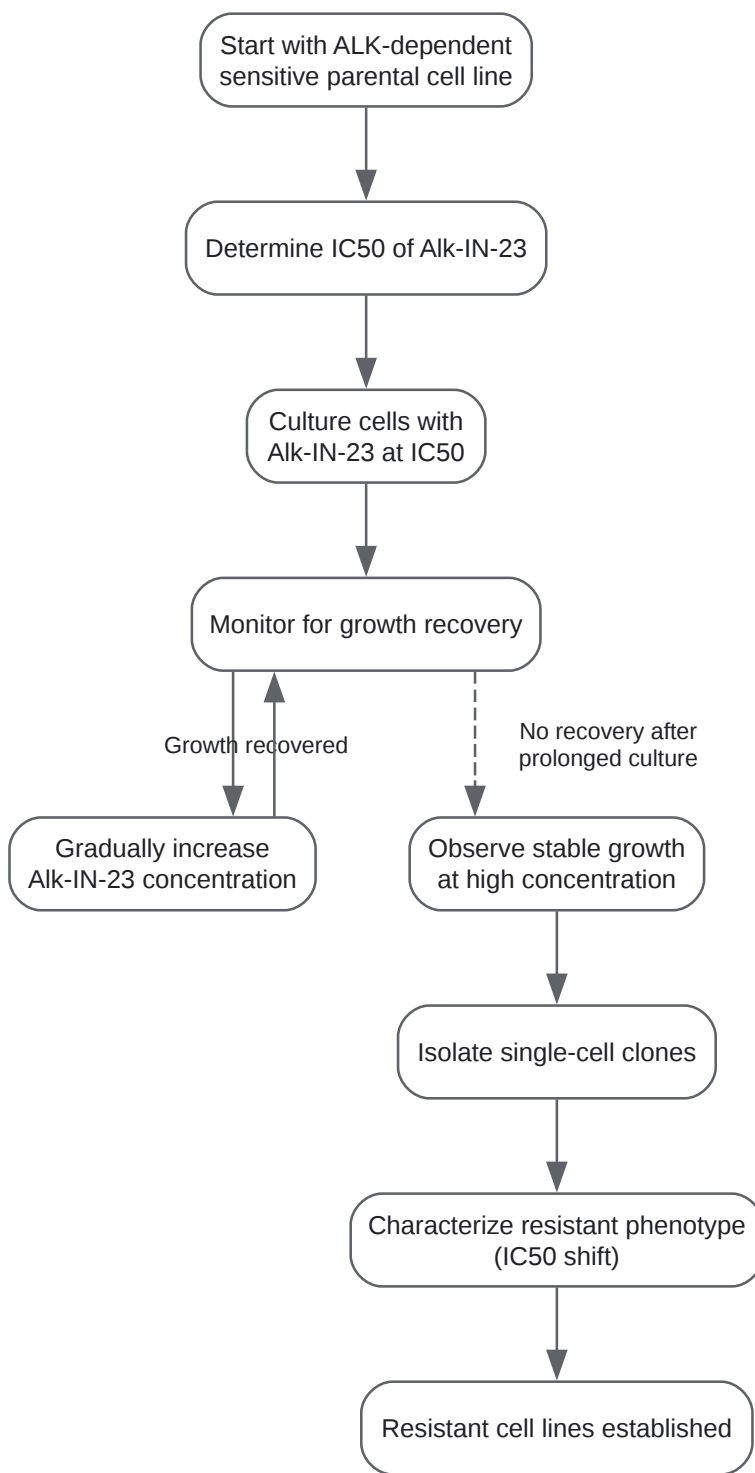 Start with ALK-dependent
sensitive parental cell line
Determine IC50 of Alk-IN-23
Culture cells with
Alk-IN-23 at IC50
Monitor for growth recovery
Growth recovered
No recovery after
prolonged culture
Gradually increase
Alk-IN-23 concentration
Observe stable growth
at high concentration
Isolate single-cell clones
Characterize resistant phenotype
(IC50 shift)
Resistant cell lines established